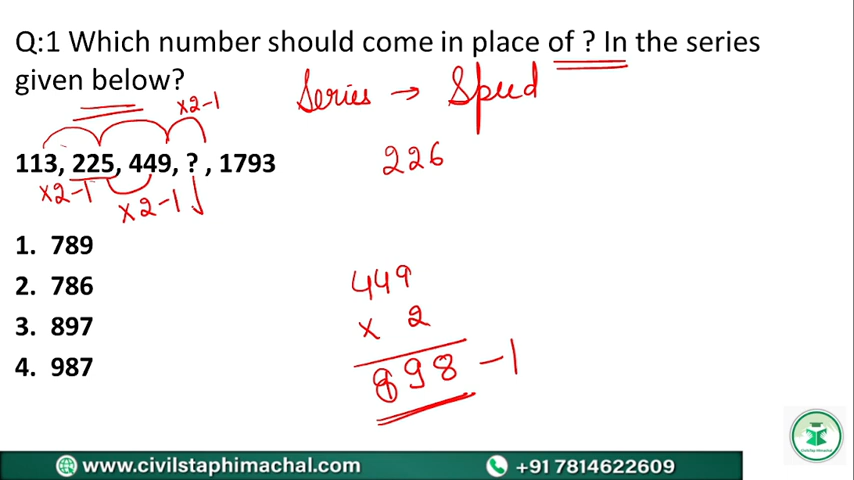 Q:1 Which number should come in place of ? In the series
given below?
Series → Speed
×2-1
113, 225, 449, ? , 1793
226
×2-1
×2-1
1. 789
2. 786
3. 897
4. 987
449
× 2
898 -1
CivilsTap Himachal
www.civilstaphimachal.com
+91 7814622609